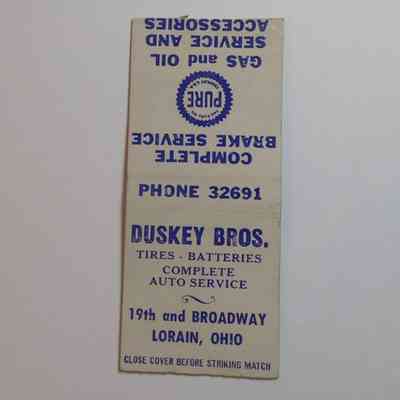 COMPLETE
BRAKE SERVICE
PURE
GAS and OIL
SERVICE AND
ACCESSORIES
PHONE 32691
DUSKEY BROS.
TIRES - BATTERIES
COMPLETE
AUTO SERVICE
19th and BROADWAY
LORAIN, OHIO
CLOSE COVER BEFORE STRIKING MATCH